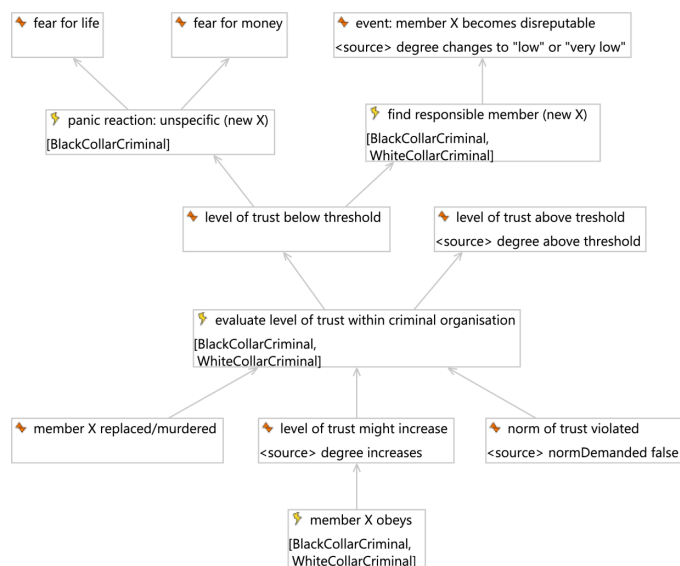 fear for life
fear for money
event: member X becomes disreputable
<source> degree changes to "low" or "very low"
panic reaction: unspecific (new X)
[BlackCollarCriminal]
find responsible member (new X)
[BlackCollarCriminal,
WhiteCollarCriminal]
level of trust below threshold
level of trust above treshold
<source> degree above threshold
evaluate level of trust within criminal organisation
[BlackCollarCriminal,
WhiteCollarCriminal]
member X replaced/murdered
level of trust might increase
<source> degree increases
norm of trust violated
<source> normDemanded false
member X obeys
[BlackCollarCriminal,
WhiteCollarCriminal]